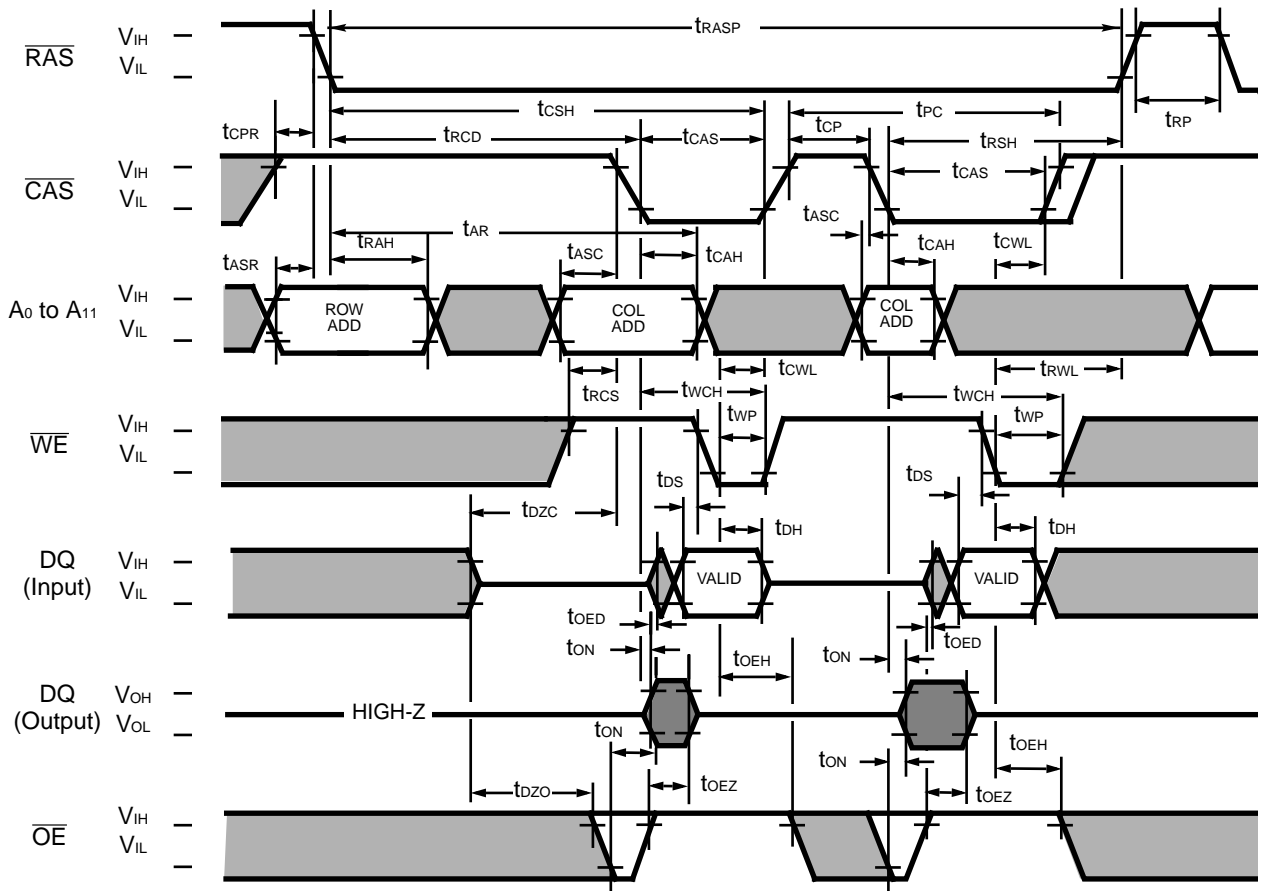 tRASP
RAS
VIH
VIL
tCSH
tPC
tCPR
tRCD
tCAS
tCP
tRSH
tRP
CAS
VIH
VIL
tCAS
tASC
tAR
tRAH
tASC
tCAH
tCAH
tCWL
tASR
A0 to A11
VIH
VIL
ROW
ADD
COL
ADD
COL
ADD
tCWL
tRWL
tRCS
tWCH
tWCH
tWP
tWP
WE
VIH
VIL
tDS
tDS
tDZC
tDH
tDH
DQ
(Input)
VIH
VIL
VALID
VALID
tOED
tOED
tON
tOEH
tON
DQ
(Output)
VOH
VOL
HIGH-Z
tON
tON
tOEH
tDZO
tOEZ
tOEZ
OE
VIH
VIL